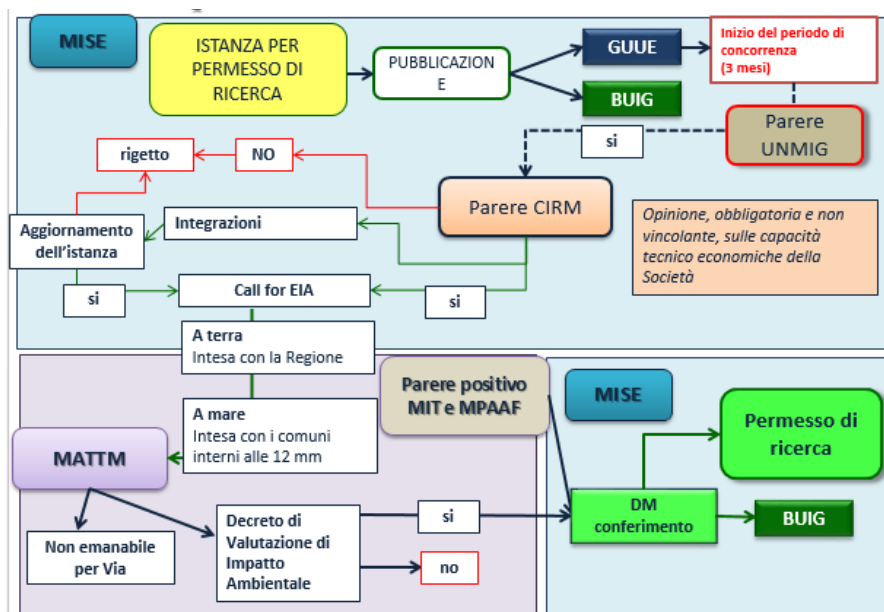 MISE
ISTANZA PER
PERMESSO DI
RICERCA
PUBBLICAZION
E
GUUE
BUIG
Inizio del periodo di
concorrenza
(3 mesi)
Parere
UNMIG
si
rigetto
NO
Parere CIRM
Opinione, obbligatoria e non
vincolante, sulle capacità
tecnico economiche della
Società
Aggiornamento
dell'istanza
Integrazioni
si
Call for EIA
si
A terra
Intesa con la Regione
A mare
Intesa con i comuni
interni alle 12 mm
Parere positivo
MIT e MPAAF
MISE
Permesso di
ricerca
MATTM
Non emanabile
per Via
Decreto di
Valutazione di
Impatto
Ambientale
si
no
DM
conferimento
BUIG